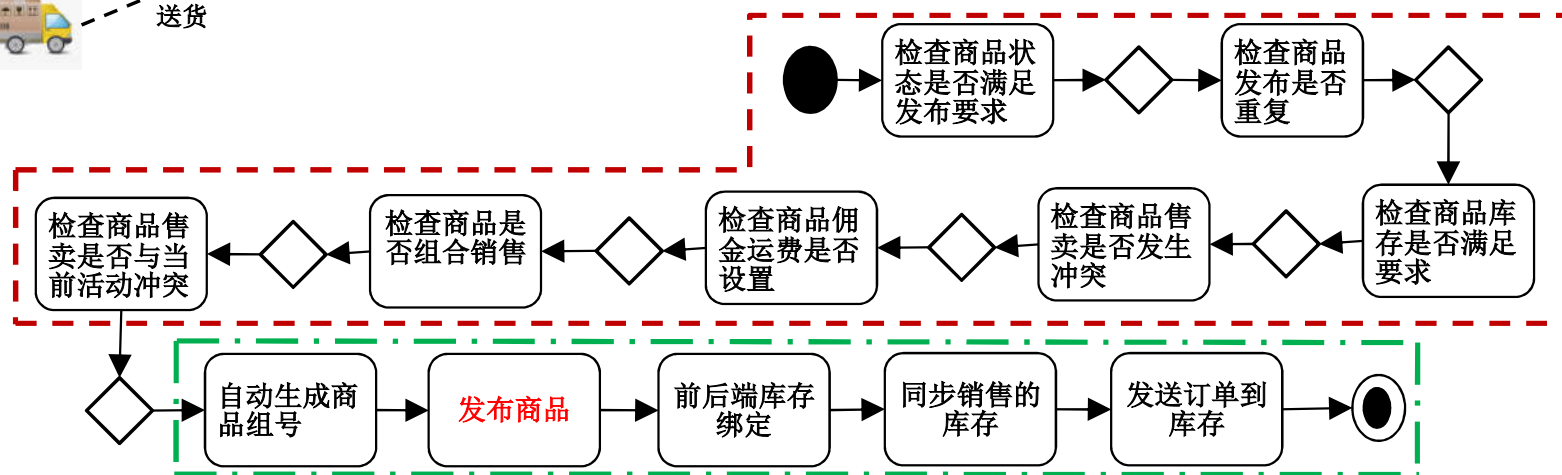 送货
检查商品状
态是否满足
发布要求
检查商品
发布是否
重复
检查商品库
存是否满足
要求
检查商品售
卖是否发生
冲突
检查商品佣
金运费是否
设置
检查商品是
否组合销售
检查商品售
卖是否与当
前活动冲突
自动生成商
品组号
发布商品
前后端库存
绑定
同步销售的
库存
发送订单到
库存